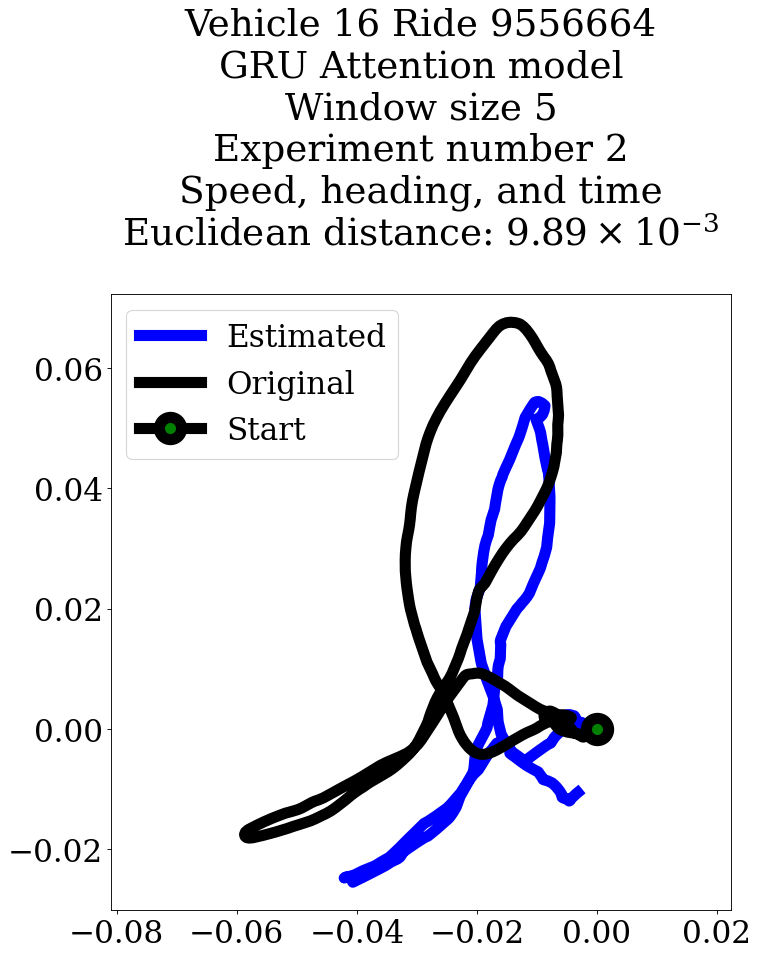 Vehicle 16 Ride 9556664
GRU Attention model
Window size 5
Experiment number 2
Speed, heading, and time
Euclidean distance: 9.89 × 10⁻³
Estimated
Original
Start
0.06
0.04
0.02
0.00
−0.02
−0.08 −0.06 −0.04 −0.02 0.00 0.02